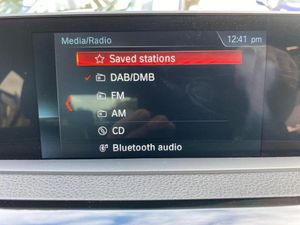 Media/Radio
12:41 pm
Saved stations
DAB/DMB
FM
AM
CD
Bluetooth audio